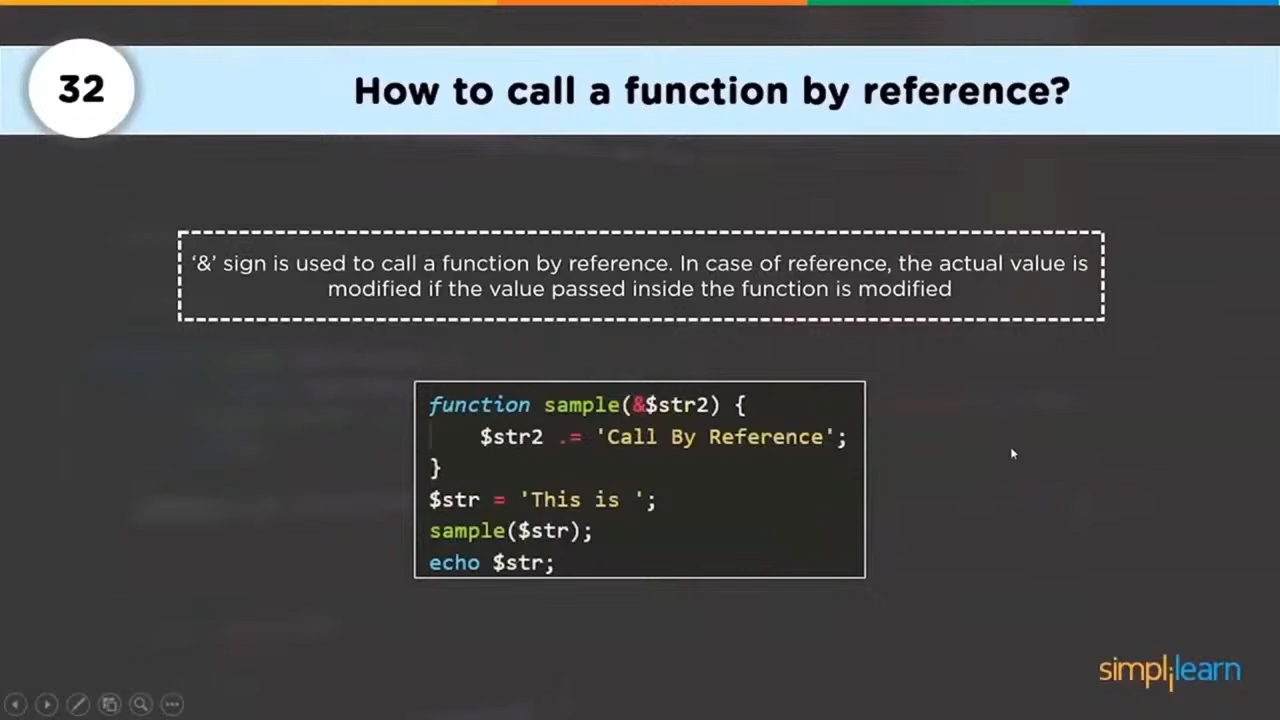 32
How to call a function by reference?
‘&’ sign is used to call a function by reference. In case of reference, the actual value is
modified if the value passed inside the function is modified
function sample(&$str2) {
    $str2 .= 'Call By Reference';
}
$str = 'This is ';
sample($str);
echo $str;
simplilearn